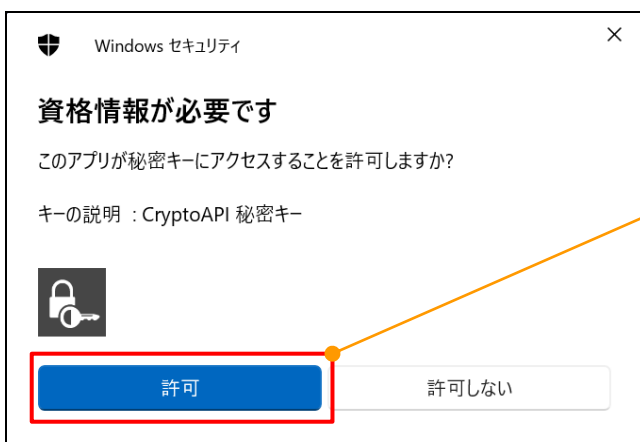 Windows セキュリティ
資格情報が必要です
このアプリが秘密キーにアクセスすることを許可しますか?
キーの説明 : CryptoAPI 秘密キー
許可
許可しない